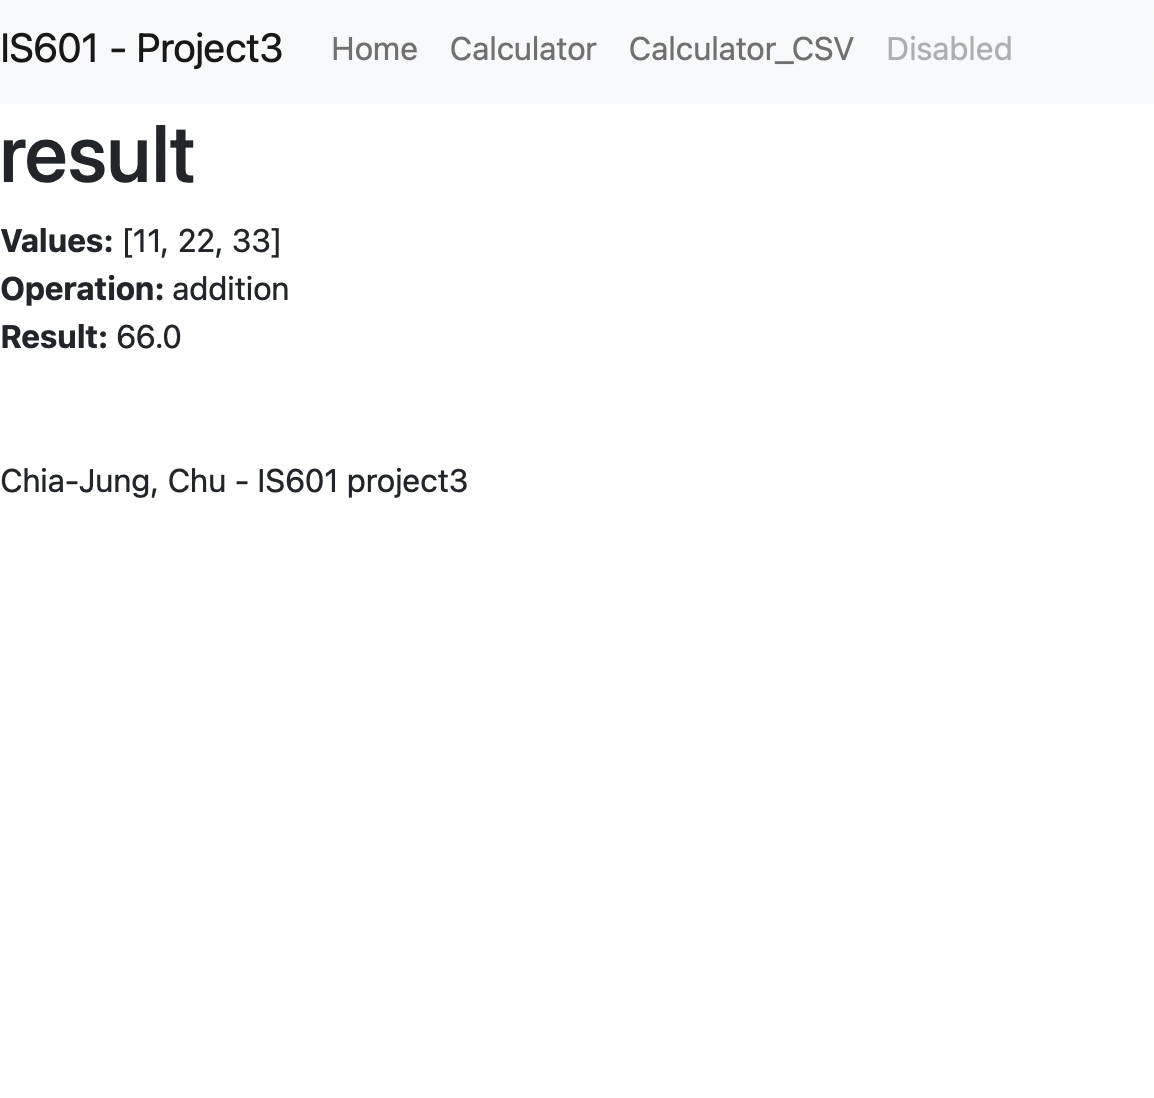 IS601 - Project3 Home Calculator Calculator_CSV Disabled
result
Values: [11, 22, 33]
Operation: addition
Result: 66.0
Chia-Jung, Chu - IS601 project3